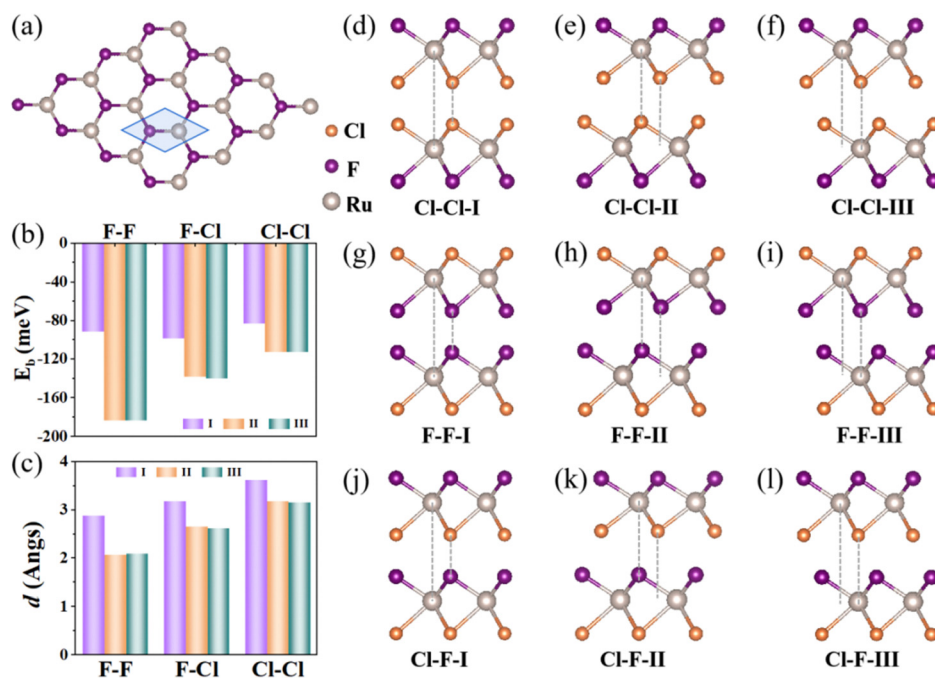 (a)
Cl
F
Ru
(b)
F-F F-Cl Cl-Cl
0
-40
-80
-120
-160
-200
E_b (meV)
I II III
(c)
I II III
4
3
2
1
0
d (Angs)
F-F F-Cl Cl-Cl
(d) (e) (f)
Cl-Cl-I Cl-Cl-II Cl-Cl-III
(g) (h) (i)
F-F-I F-F-II F-F-III
(j) (k) (l)
Cl-F-I Cl-F-II Cl-F-III